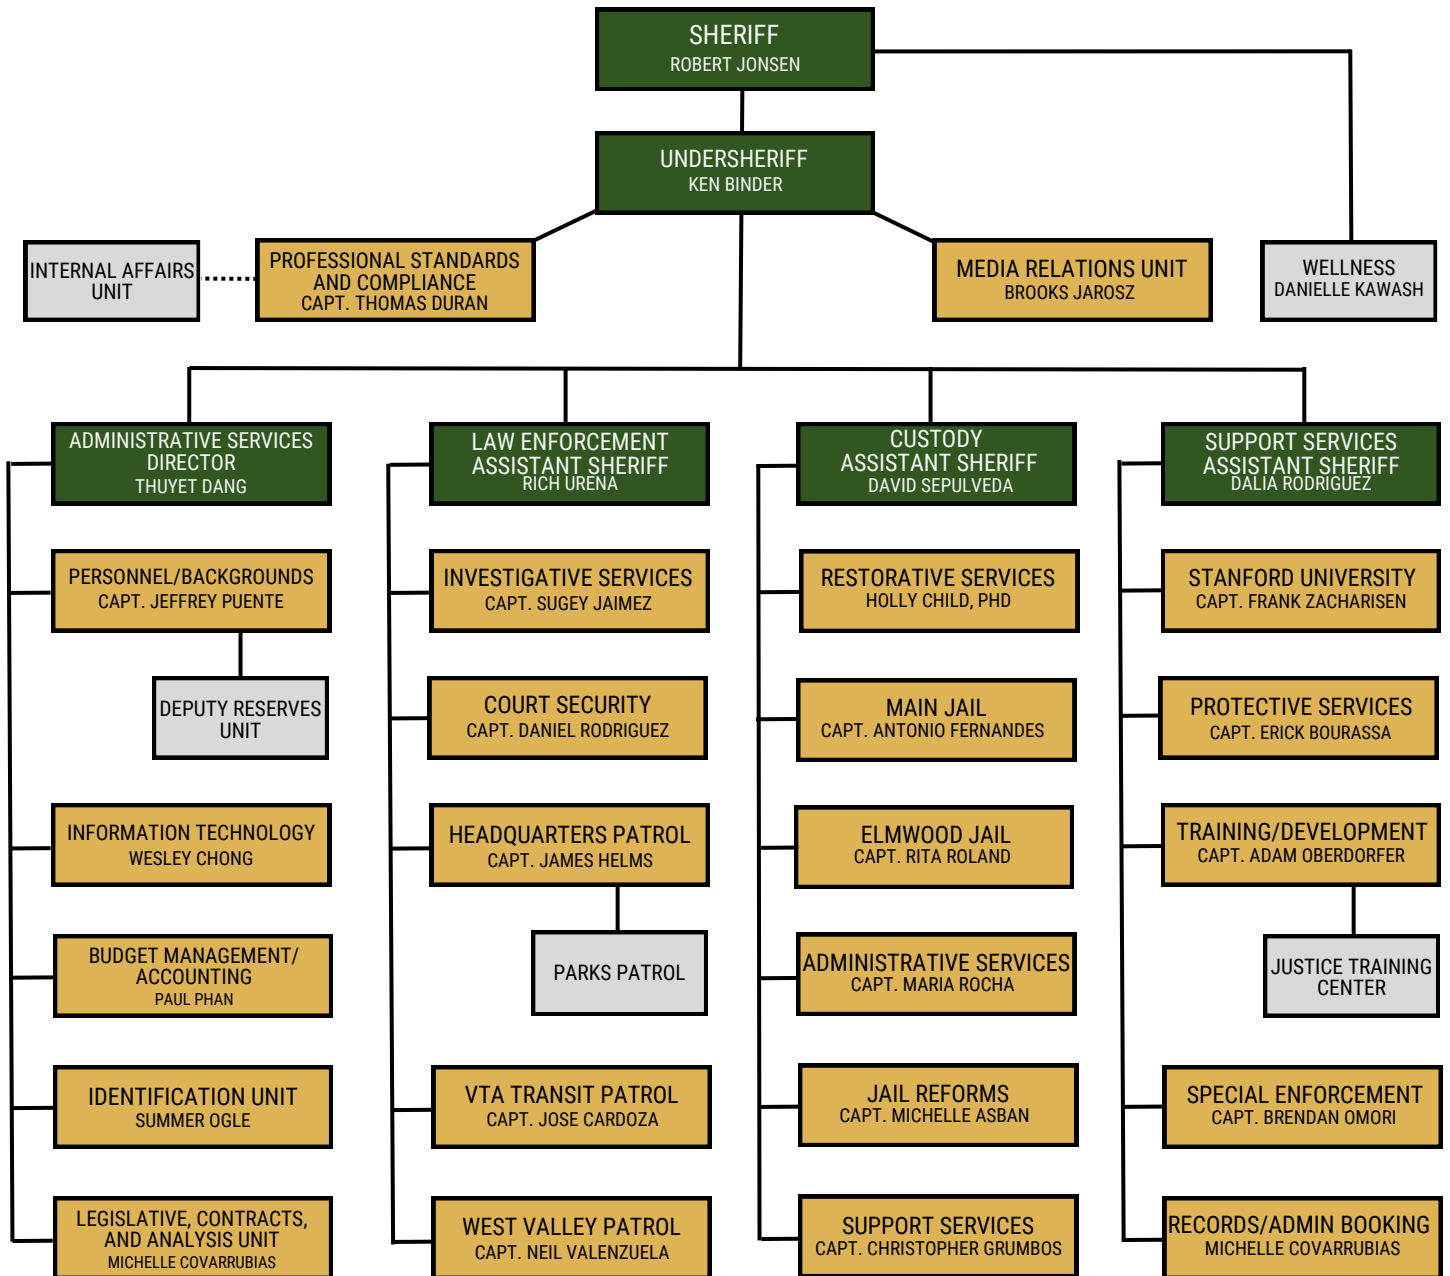 SHERIFF
ROBERT JONSEN
UNDERSHERIFF
KEN BINDER
INTERNAL AFFAIRS
UNIT
PROFESSIONAL STANDARDS
AND COMPLIANCE
CAPT. THOMAS DURAN
MEDIA RELATIONS UNIT
BROOKS JAROSZ
WELLNESS
DANIELLE KAWASH
ADMINISTRATIVE SERVICES
DIRECTOR
THUYET DANG
LAW ENFORCEMENT
ASSISTANT SHERIFF
RICH URENA
CUSTODY
ASSISTANT SHERIFF
DAVID SEPULVEDA
SUPPORT SERVICES
ASSISTANT SHERIFF
DALIA RODRIGUEZ
PERSONNEL/BACKGROUNDS
CAPT. JEFFREY PUENTE
INVESTIGATIVE SERVICES
CAPT. SUGEY JAIMEZ
RESTORATIVE SERVICES
HOLLY CHILD, PHD
STANFORD UNIVERSITY
CAPT. FRANK ZACHARISEN
DEPUTY RESERVES
UNIT
COURT SECURITY
CAPT. DANIEL RODRIGUEZ
MAIN JAIL
CAPT. ANTONIO FERNANDES
PROTECTIVE SERVICES
CAPT. ERICK BOURASSA
INFORMATION TECHNOLOGY
WESLEY CHONG
HEADQUARTERS PATROL
CAPT. JAMES HELMS
ELMWOOD JAIL
CAPT. RITA ROLAND
TRAINING/DEVELOPMENT
CAPT. ADAM OBERDORFER
BUDGET MANAGEMENT/
ACCOUNTING
PAUL PHAN
PARKS PATROL
ADMINISTRATIVE SERVICES
CAPT. MARIA ROCHA
JUSTICE TRAINING
CENTER
IDENTIFICATION UNIT
SUMMER OGLE
VTA TRANSIT PATROL
CAPT. JOSE CARDOZA
JAIL REFORMS
CAPT. MICHELLE ASBAN
SPECIAL ENFORCEMENT
CAPT. BRENDAN OMORI
LEGISLATIVE, CONTRACTS,
AND ANALYSIS UNIT
MICHELLE COVARRUBIAS
WEST VALLEY PATROL
CAPT. NEIL VALENZUELA
SUPPORT SERVICES
CAPT. CHRISTOPHER GRUMBOS
RECORDS/ADMIN BOOKING
MICHELLE COVARRUBIAS